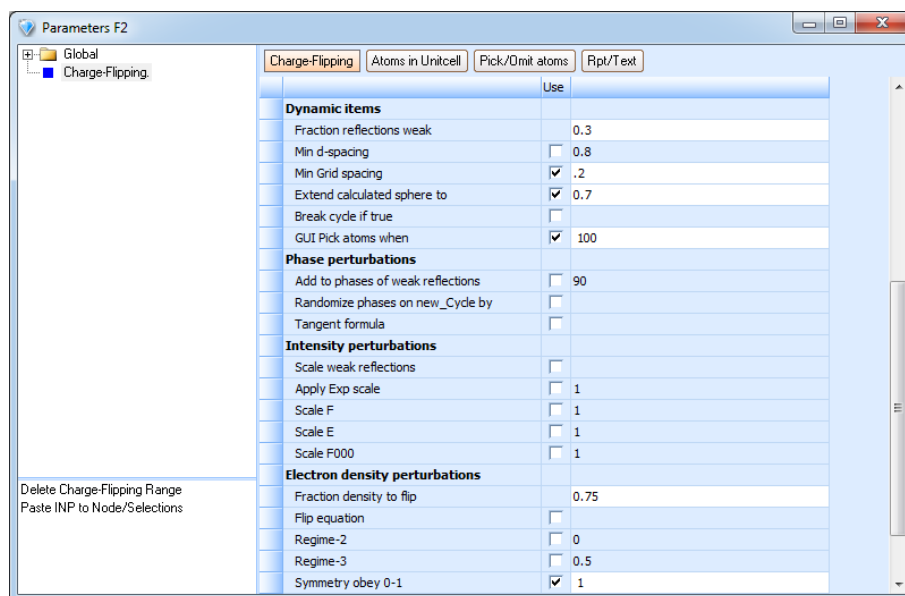 Parameters F2
Global
Charge-Flipping.
Delete Charge-Flipping Range
Paste INP to Node/Selections
Charge-Flipping Atoms in Unitcell Pick/Omit atoms Rpt/Text
Use
Dynamic items
Fraction reflections weak 0.3
Min d-spacing 0.8
Min Grid spacing .2
Extend calculated sphere to 0.7
Break cycle if true
GUI Pick atoms when 100
Phase perturbations
Add to phases of weak reflections 90
Randomize phases on new_Cycle by
Tangent formula
Intensity perturbations
Scale weak reflections
Apply Exp scale 1
Scale F 1
Scale E 1
Scale F000 1
Electron density perturbations
Fraction density to flip 0.75
Flip equation
Regime-2 0
Regime-3 0.5
Symmetry obey 0-1 1